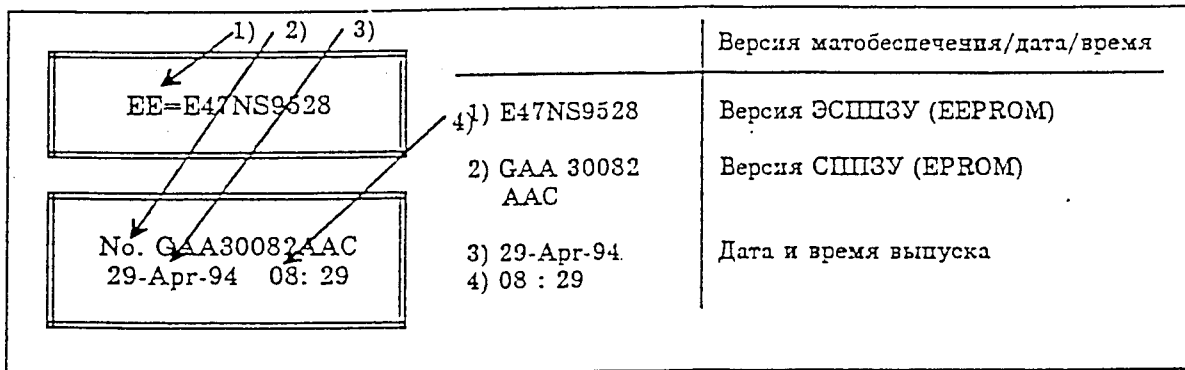 1) 2) 3)
EE=E47NS9528
4)
No. GAA30082AAC
29-Apr-94 08: 29
Версия матобеспечения/дата/время
1) E47NS9528 Версия ЭСППЗУ (EEPROM)
2) GAA 30082 Версия СППЗУ (EPROM)
AAC
3) 29-Apr-94. Дата и время выпуска
4) 08 : 29